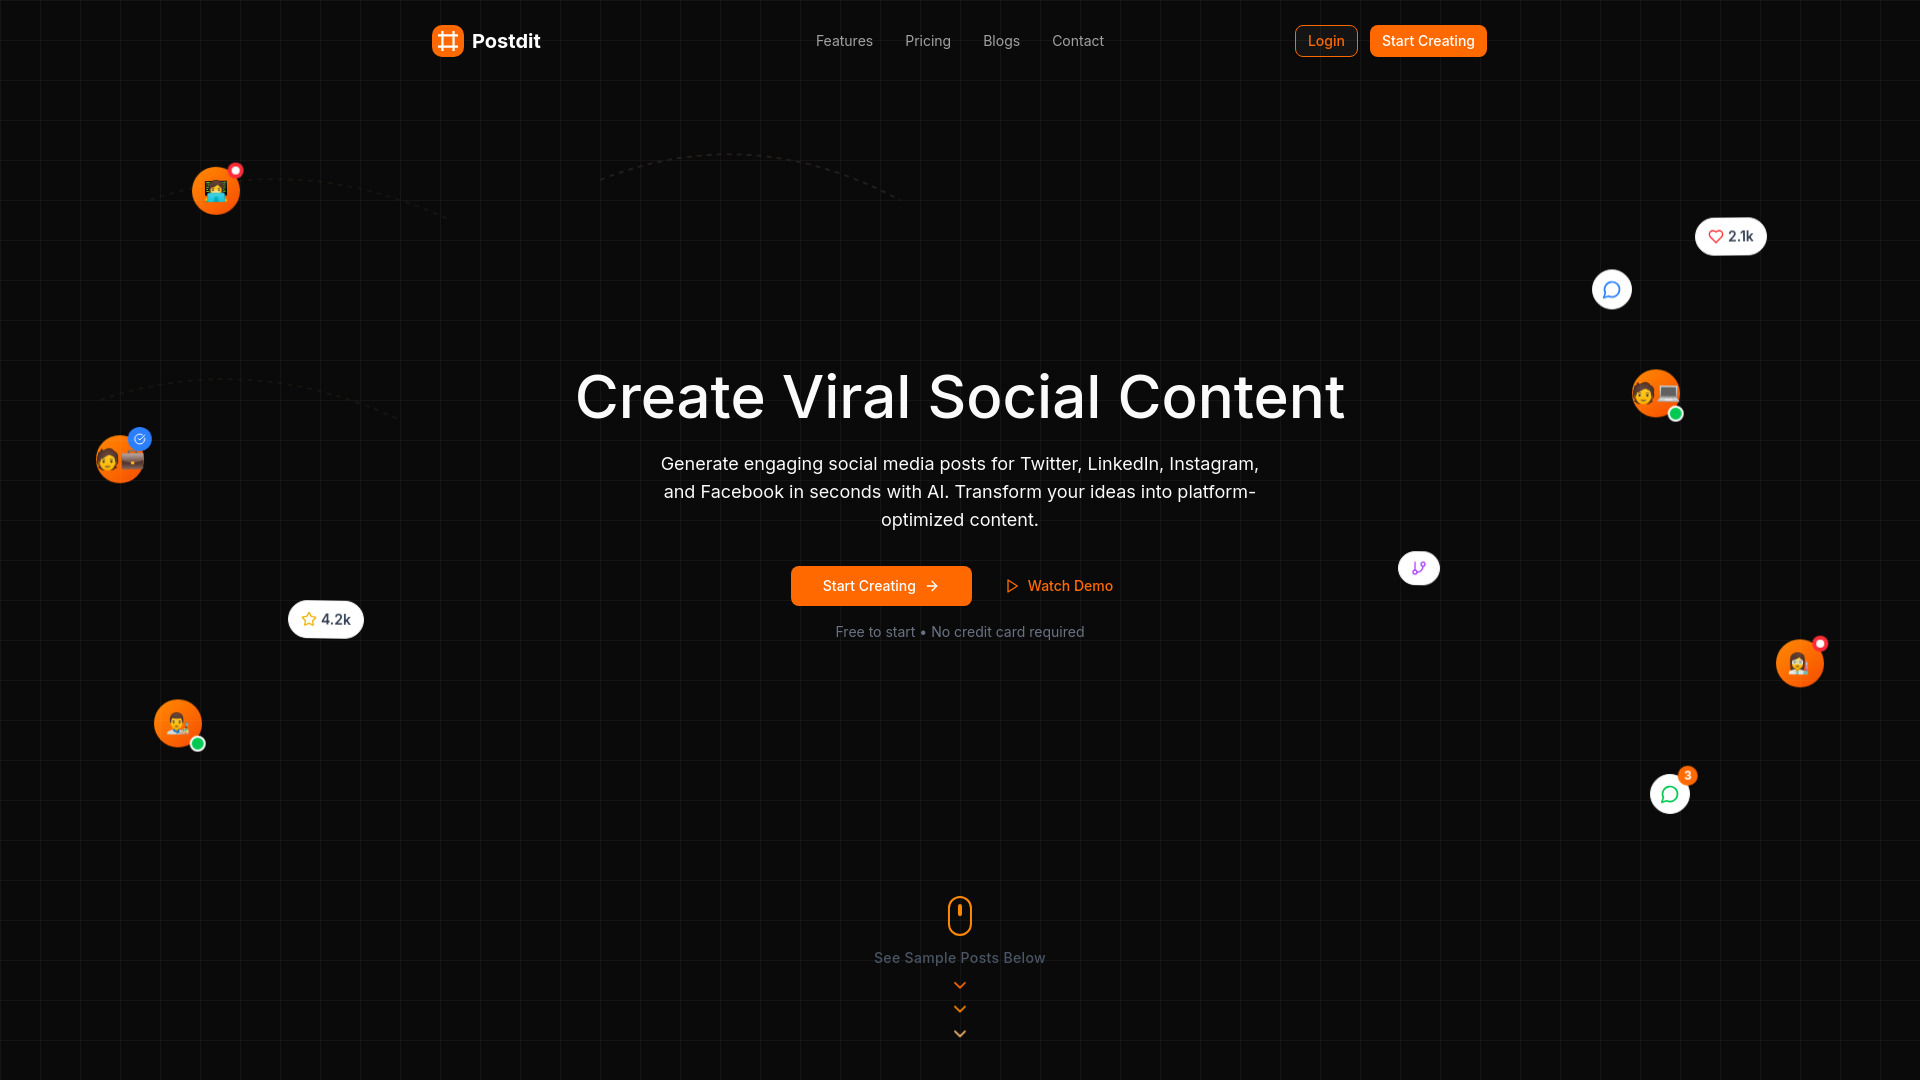 Postdit
Features
Pricing
Blogs
Contact
Login
Start Creating
2.1k
Create Viral Social Content
Generate engaging social media posts for Twitter, LinkedIn, Instagram,
and Facebook in seconds with AI. Transform your ideas into platform-
optimized content.
Start Creating
Watch Demo
4.2k
Free to start • No credit card required
3
See Sample Posts Below